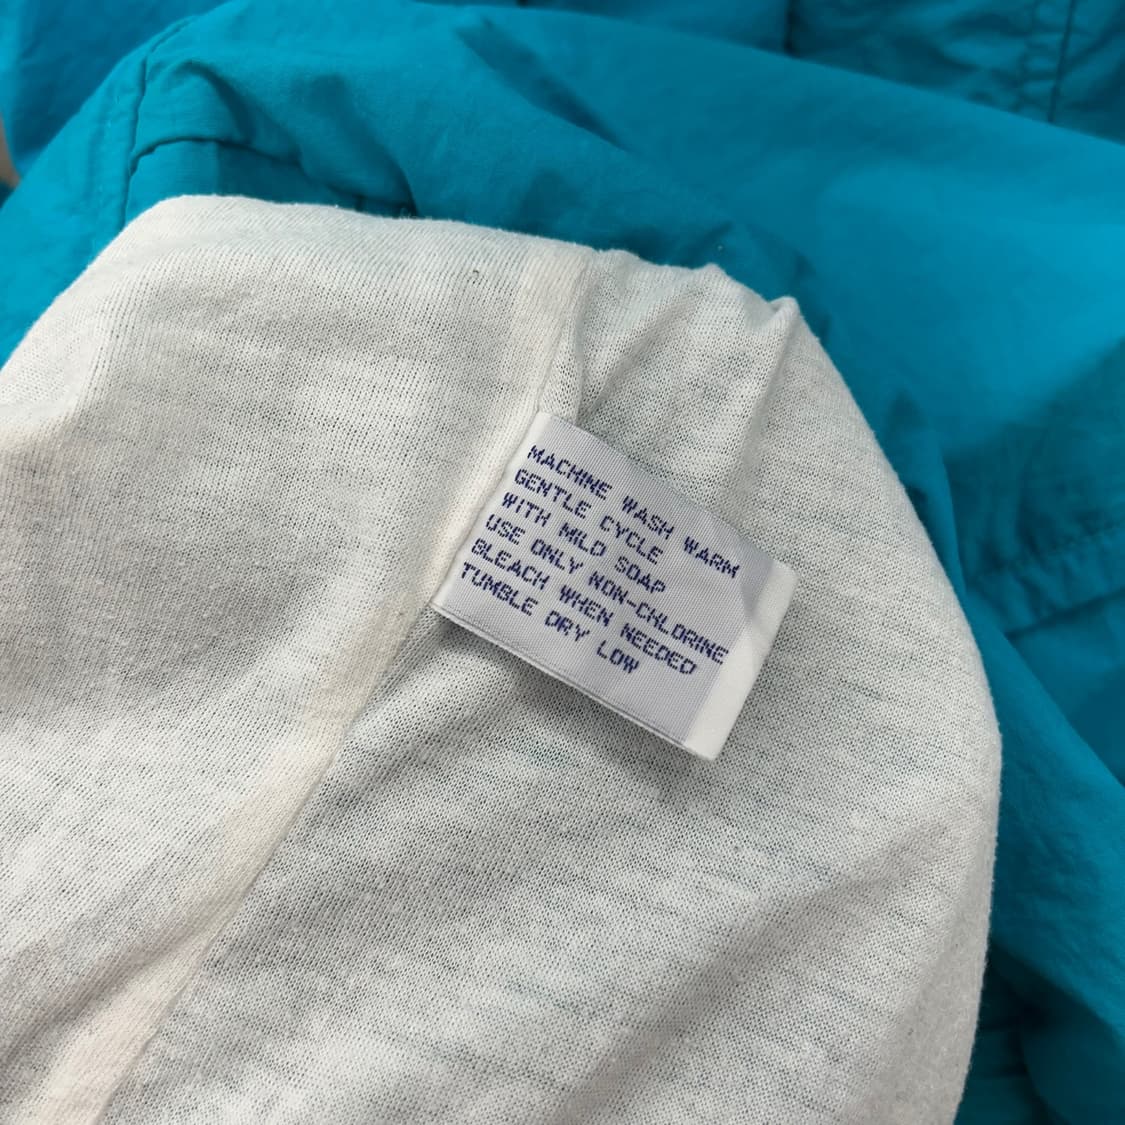 MACHINE WASH WARM
GENTLE CYCLE
WITH MILD SOAP
USE ONLY NON-CHLORINE
BLEACH WHEN NEEDED
TUMBLE DRY LOW